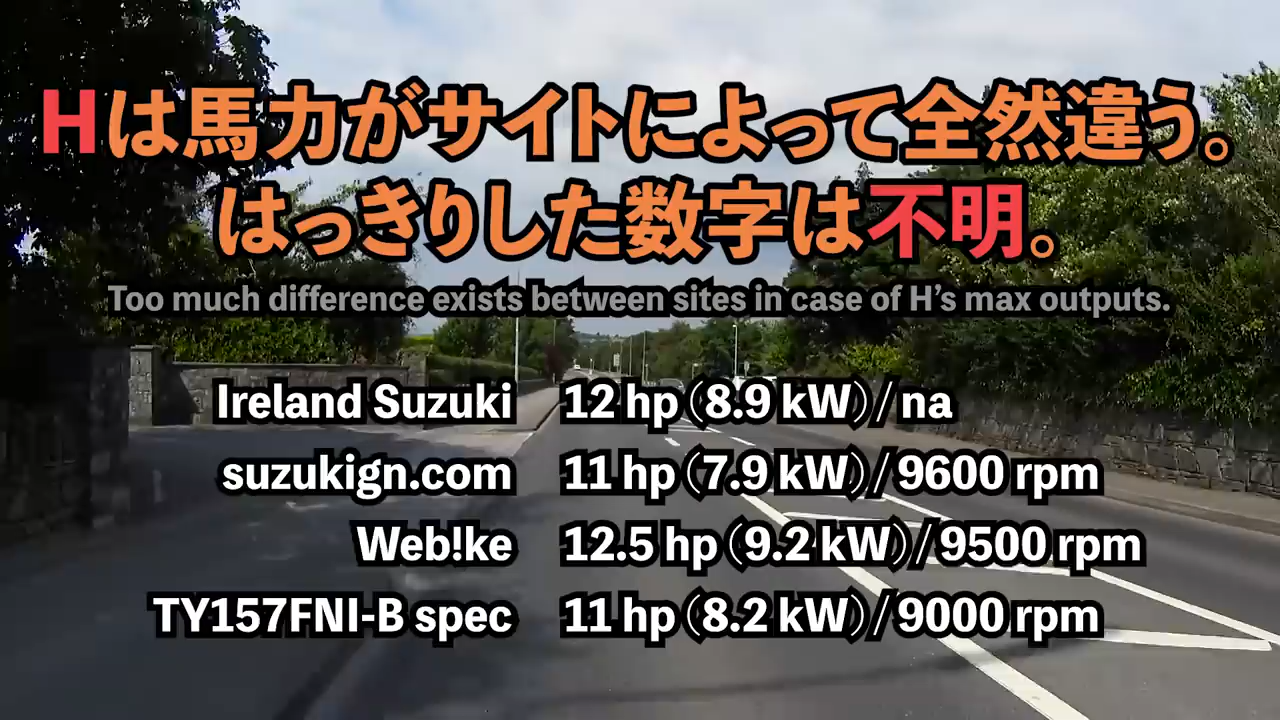 Hは馬力がサイトによって全然違う。
はっきりした数字は不明。
Too much difference exists between sites in case of H’s max outputs.
Ireland Suzuki 12 hp (8.9 kW) / na
suzukign.com 11 hp (7.9 kW) / 9600 rpm
Web!ke 12.5 hp (9.2 kW) / 9500 rpm
TY157FNI-B spec 11 hp (8.2 kW) / 9000 rpm